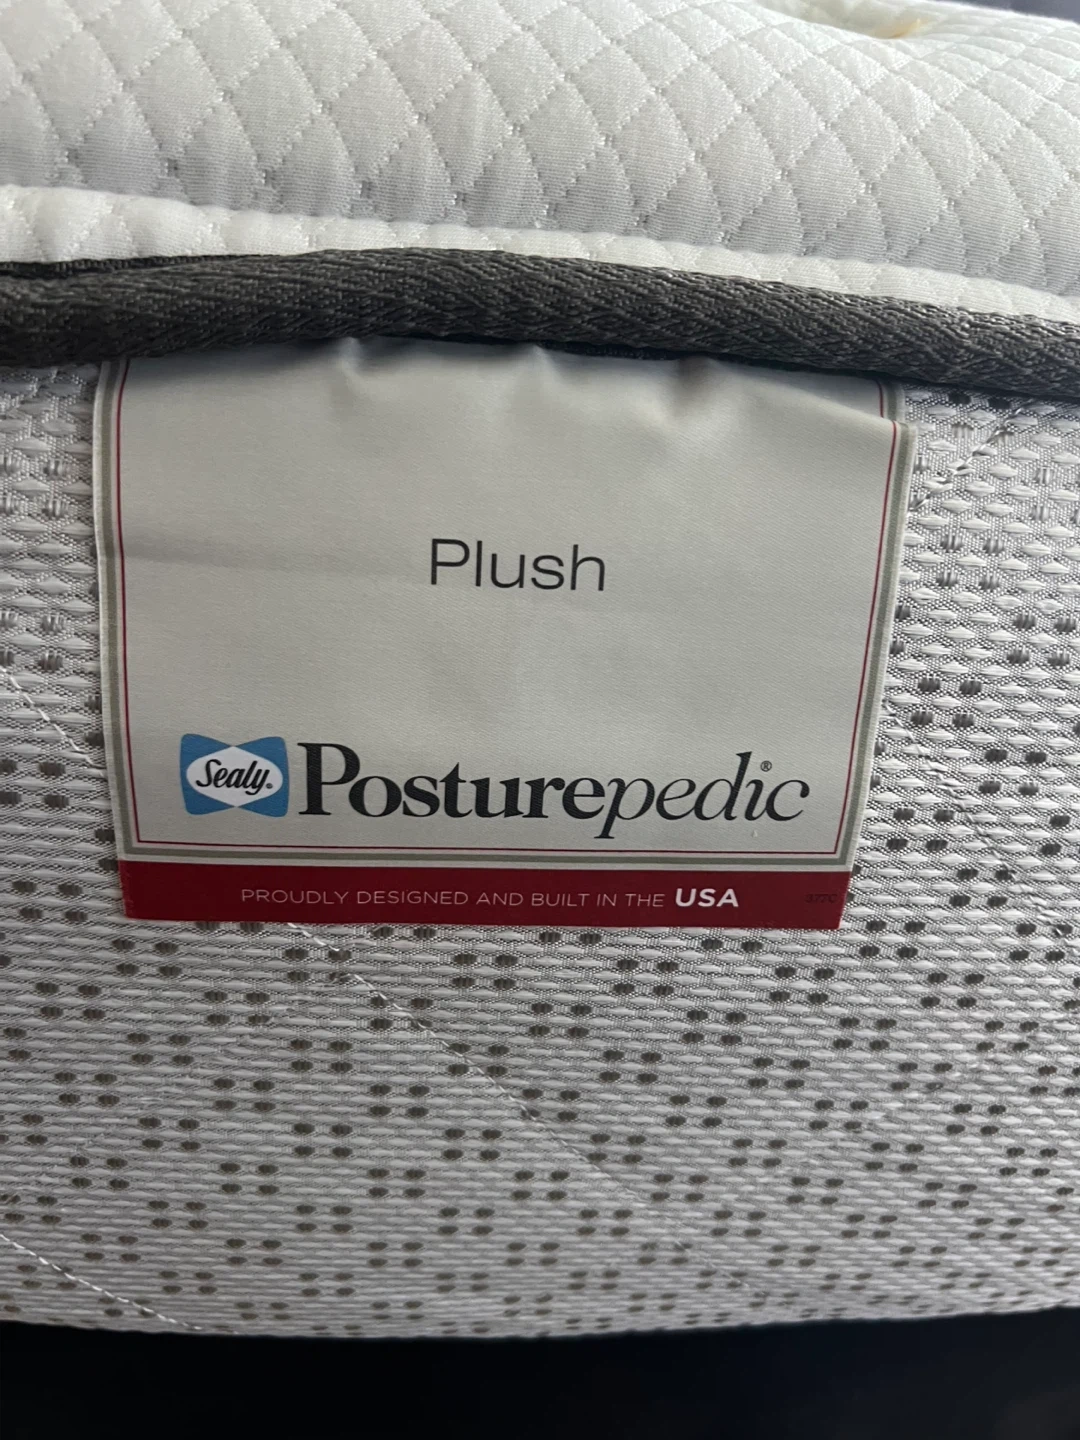 Plush
Sealy. Posturepedic®
PROUDLY DESIGNED AND BUILT IN THE USA